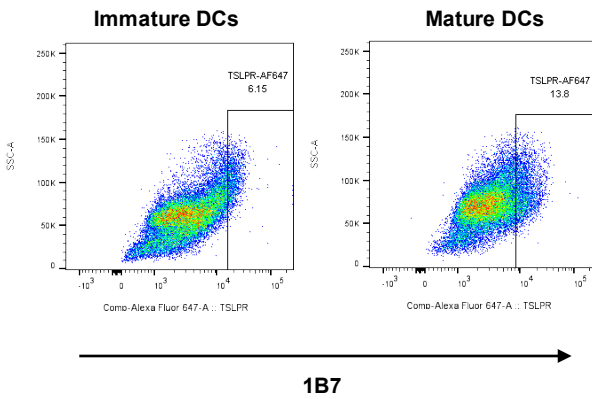 Immature DCs
Mature DCs
250K
200K
150K
100K
50K
0
SSC-A
TSLPR-AF647
6.15
-10³ 0 10³ 10⁴ 10⁵
Comp-Alexa Fluor 647-A :: TSLPR
250K
200K
150K
100K
50K
0
SSC-A
TSLPR-AF647
13.8
-10³ 0 10³ 10⁴ 10⁵
Comp-Alexa Fluor 647-A :: TSLPR
1B7